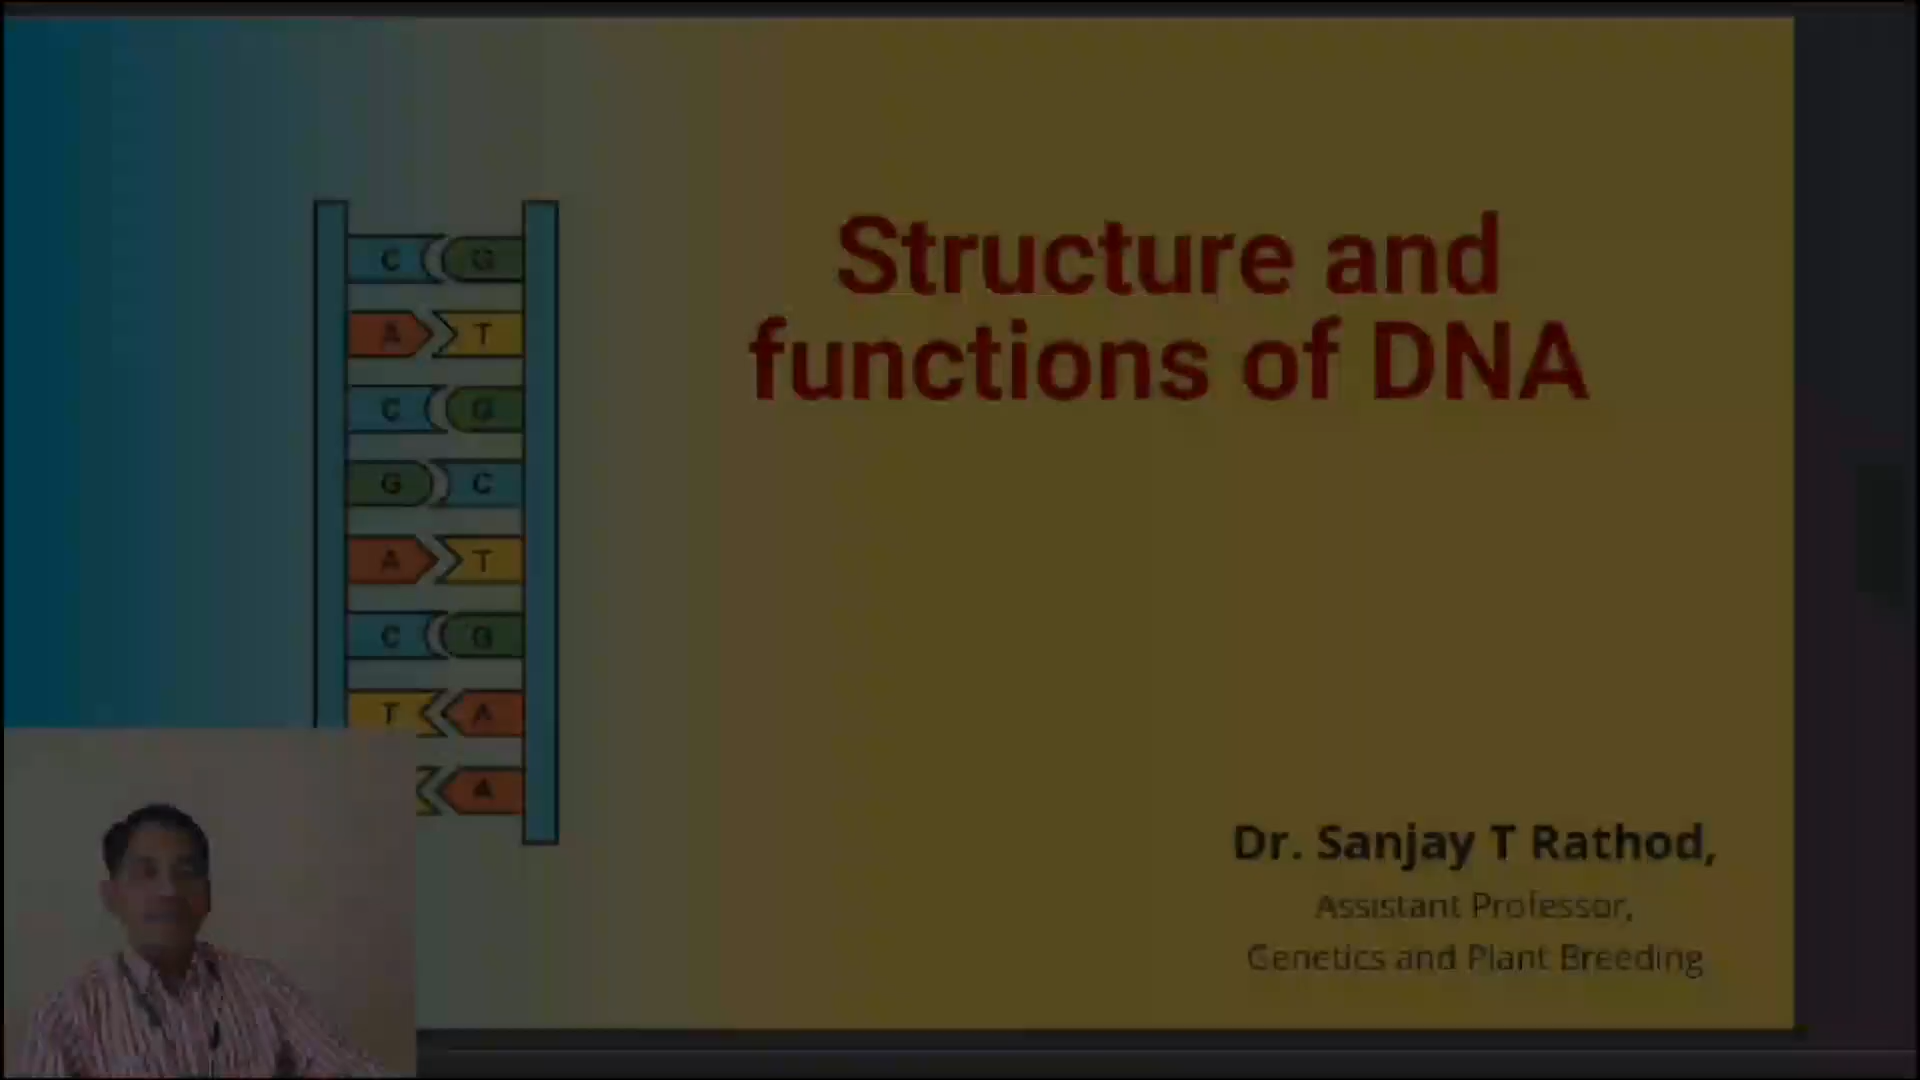 Structure and
functions of DNA
C G
A T
C G
G C
A T
C G
T A
A
Dr. Sanjay T Rathod,
Assistant Professor,
Genetics and Plant Breeding